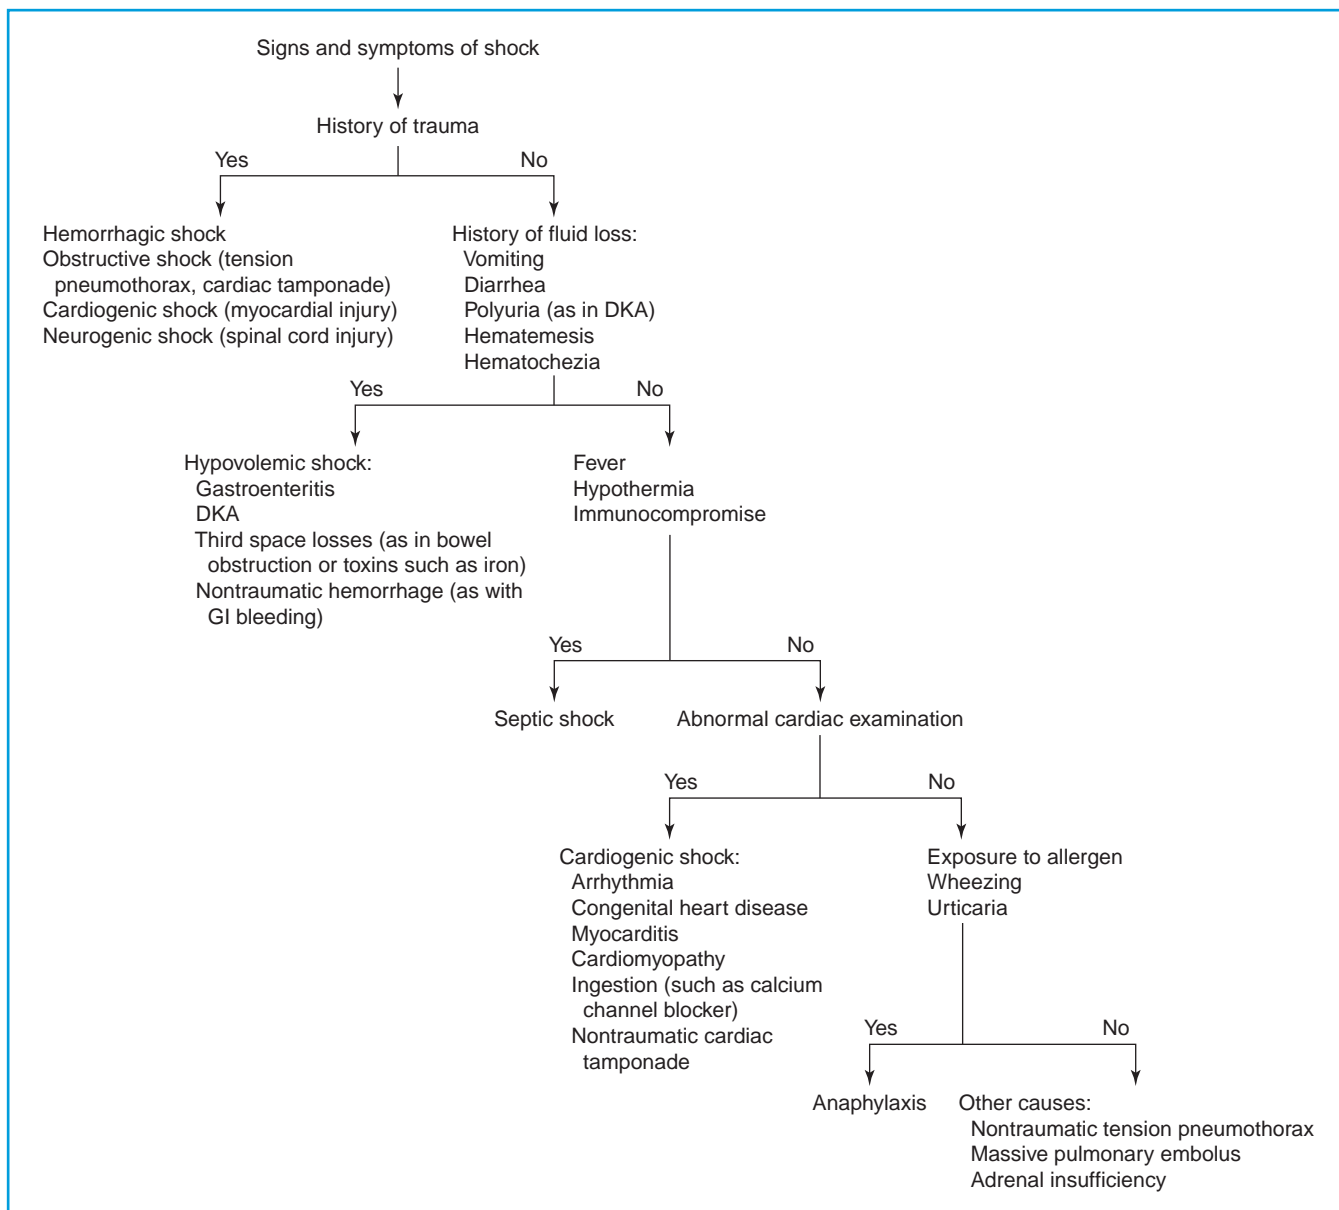 Signs and symptoms of shock
History of trauma
Yes
No
Hemorrhagic shock
Obstructive shock (tension
pneumothorax, cardiac tamponade)
Cardiogenic shock (myocardial injury)
Neurogenic shock (spinal cord injury)
History of fluid loss:
Vomiting
Diarrhea
Polyuria (as in DKA)
Hematemesis
Hematochezia
Yes
No
Hypovolemic shock:
Gastroenteritis
DKA
Third space losses (as in bowel
obstruction or toxins such as iron)
Nontraumatic hemorrhage (as with
GI bleeding)
Fever
Hypothermia
Immunocompromise
Yes
No
Septic shock
Abnormal cardiac examination
Yes
No
Cardiogenic shock:
Arrhythmia
Congenital heart disease
Myocarditis
Cardiomyopathy
Ingestion (such as calcium
channel blocker)
Nontraumatic cardiac
tamponade
Exposure to allergen
Wheezing
Urticaria
Yes
No
Anaphylaxis
Other causes:
Nontraumatic tension pneumothorax
Massive pulmonary embolus
Adrenal insufficiency